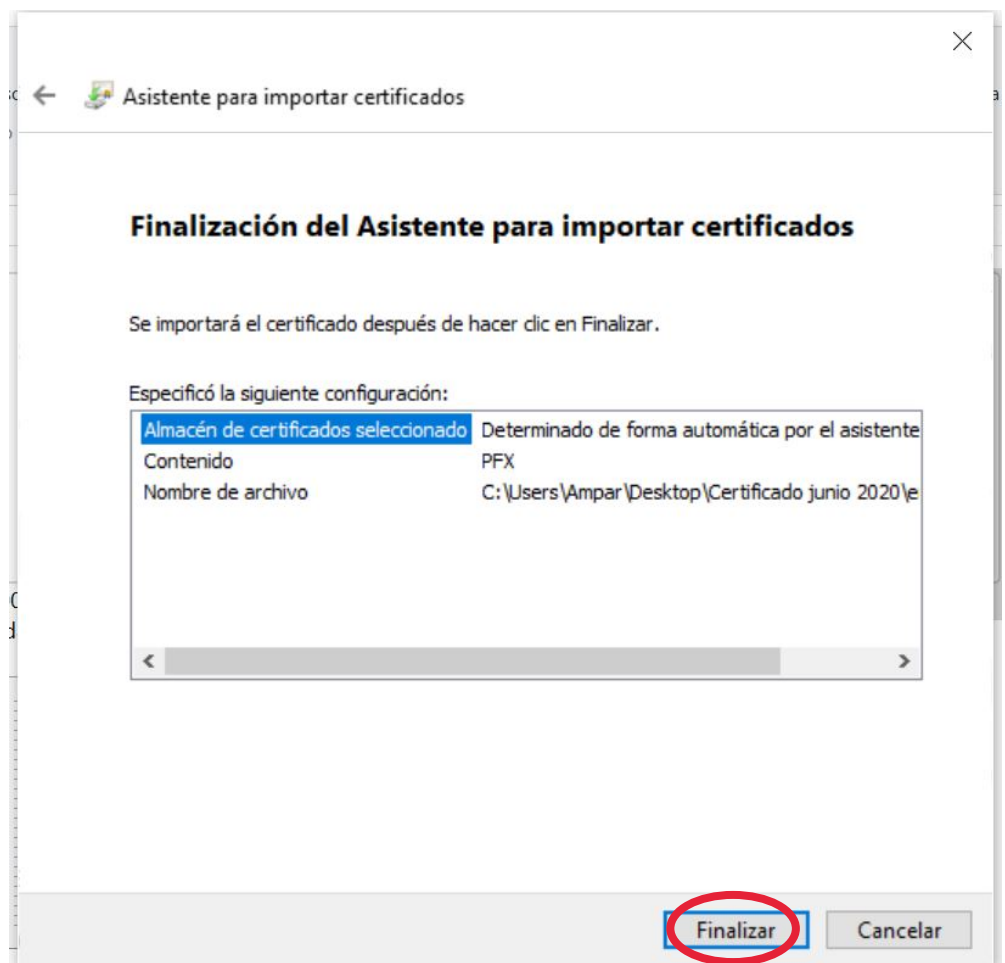 Asistente para importar certificados
Finalización del Asistente para importar certificados
Se importará el certificado después de hacer clic en Finalizar.
Especificó la siguiente configuración:
Almacén de certificados seleccionado Determinado de forma automática por el asistente
Contenido PFX
Nombre de archivo C:\Users\Ampar\Desktop\Certificado junio 2020\e
Finalizar Cancelar